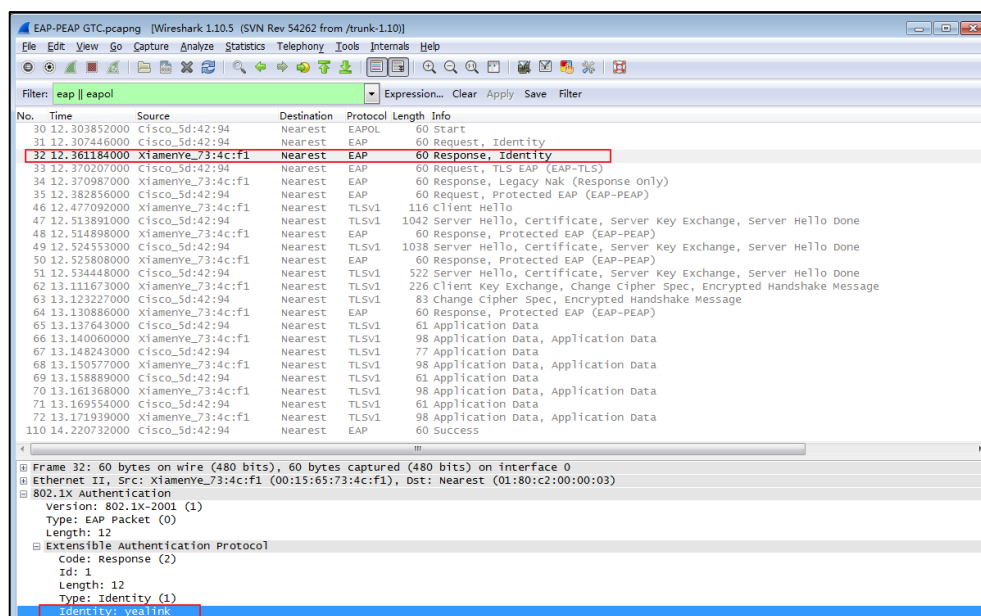 EAP-PEAP GTC.pcapng [Wireshark 1.10.5 (SVN Rev 54262 from /trunk-1.10)]
File Edit View Go Capture Analyze Statistics Telephony Tools Internals Help
Filter: eap || eapol Expression... Clear Apply Save Filter
No. Time Source Destination Protocol Length Info
30 12.303852000 Cisco_5d:42:94 Nearest EAPOL 60 Start
31 12.307446000 Cisco_5d:42:94 Nearest EAP 60 Request, Identity
32 12.361184000 XiamenYe_73:4c:f1 Nearest EAP 60 Response, Identity
33 12.370207000 Cisco_5d:42:94 Nearest EAP 60 Request, TLS EAP (EAP-TLS)
34 12.370987000 XiamenYe_73:4c:f1 Nearest EAP 60 Response, Legacy Nak (Response Only)
35 12.382856000 Cisco_5d:42:94 Nearest EAP 60 Request, Protected EAP (EAP-PEAP)
46 12.477092000 XiamenYe_73:4c:f1 Nearest TLSv1 116 Client Hello
47 12.513891000 Cisco_5d:42:94 Nearest TLSv1 1042 Server Hello, Certificate, Server Key Exchange, Server Hello Done
48 12.514898000 XiamenYe_73:4c:f1 Nearest EAP 60 Response, Protected EAP (EAP-PEAP)
49 12.524553000 Cisco_5d:42:94 Nearest TLSv1 1038 Server Hello, Certificate, Server Key Exchange, Server Hello Done
50 12.525808000 XiamenYe_73:4c:f1 Nearest EAP 60 Response, Protected EAP (EAP-PEAP)
51 12.534448000 Cisco_5d:42:94 Nearest TLSv1 522 Server Hello, Certificate, Server Key Exchange, Server Hello Done
62 13.111673000 XiamenYe_73:4c:f1 Nearest TLSv1 226 Client Key Exchange, Change Cipher Spec, Encrypted Handshake Message
63 13.123227000 Cisco_5d:42:94 Nearest TLSv1 83 Change Cipher Spec, Encrypted Handshake Message
64 13.130886000 XiamenYe_73:4c:f1 Nearest EAP 60 Response, Protected EAP (EAP-PEAP)
65 13.137643000 Cisco_5d:42:94 Nearest TLSv1 61 Application Data
66 13.140060000 XiamenYe_73:4c:f1 Nearest TLSv1 98 Application Data, Application Data
67 13.148243000 Cisco_5d:42:94 Nearest TLSv1 77 Application Data
68 13.150577000 XiamenYe_73:4c:f1 Nearest TLSv1 98 Application Data, Application Data
69 13.158889000 Cisco_5d:42:94 Nearest TLSv1 61 Application Data
70 13.161368000 XiamenYe_73:4c:f1 Nearest TLSv1 98 Application Data, Application Data
71 13.169554000 Cisco_5d:42:94 Nearest TLSv1 61 Application Data
72 13.171939000 XiamenYe_73:4c:f1 Nearest TLSv1 98 Application Data, Application Data
110 14.220732000 Cisco_5d:42:94 Nearest EAP 60 Success
Frame 32: 60 bytes on wire (480 bits), 60 bytes captured (480 bits) on interface 0
Ethernet II, Src: XiamenYe_73:4c:f1 (00:15:65:73:4c:f1), Dst: Nearest (01:80:c2:00:00:03)
802.1X Authentication
Version: 802.1X-2001 (1)
Type: EAP Packet (0)
Length: 12
Extensible Authentication Protocol
Code: Response (2)
Id: 1
Length: 12
Type: Identity (1)
Identity: yealink